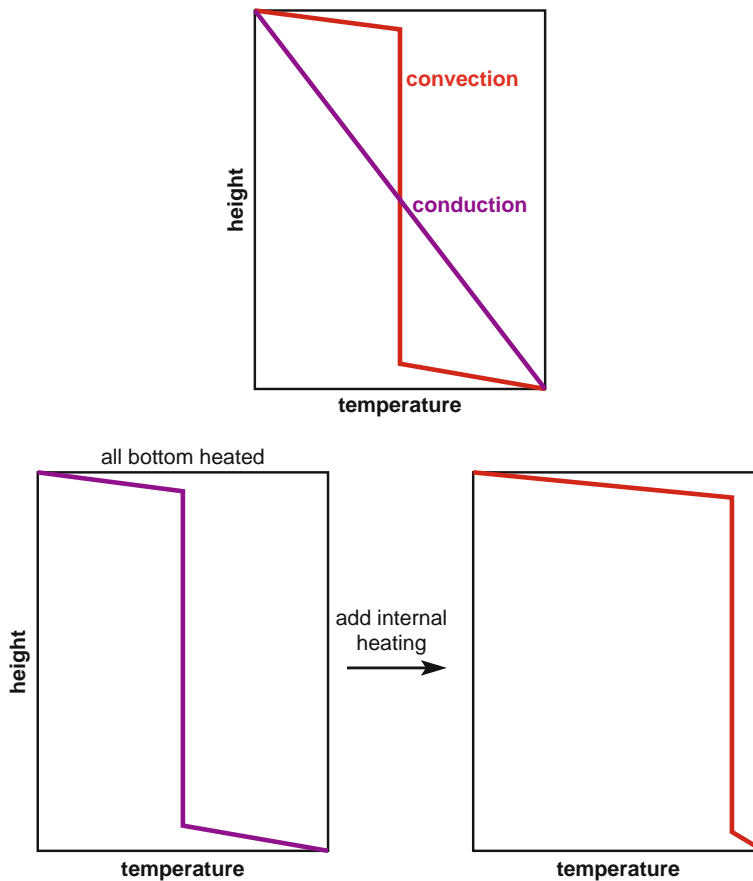 convection
conduction
height
temperature
all bottom heated
add internal
heating
height
temperature
temperature